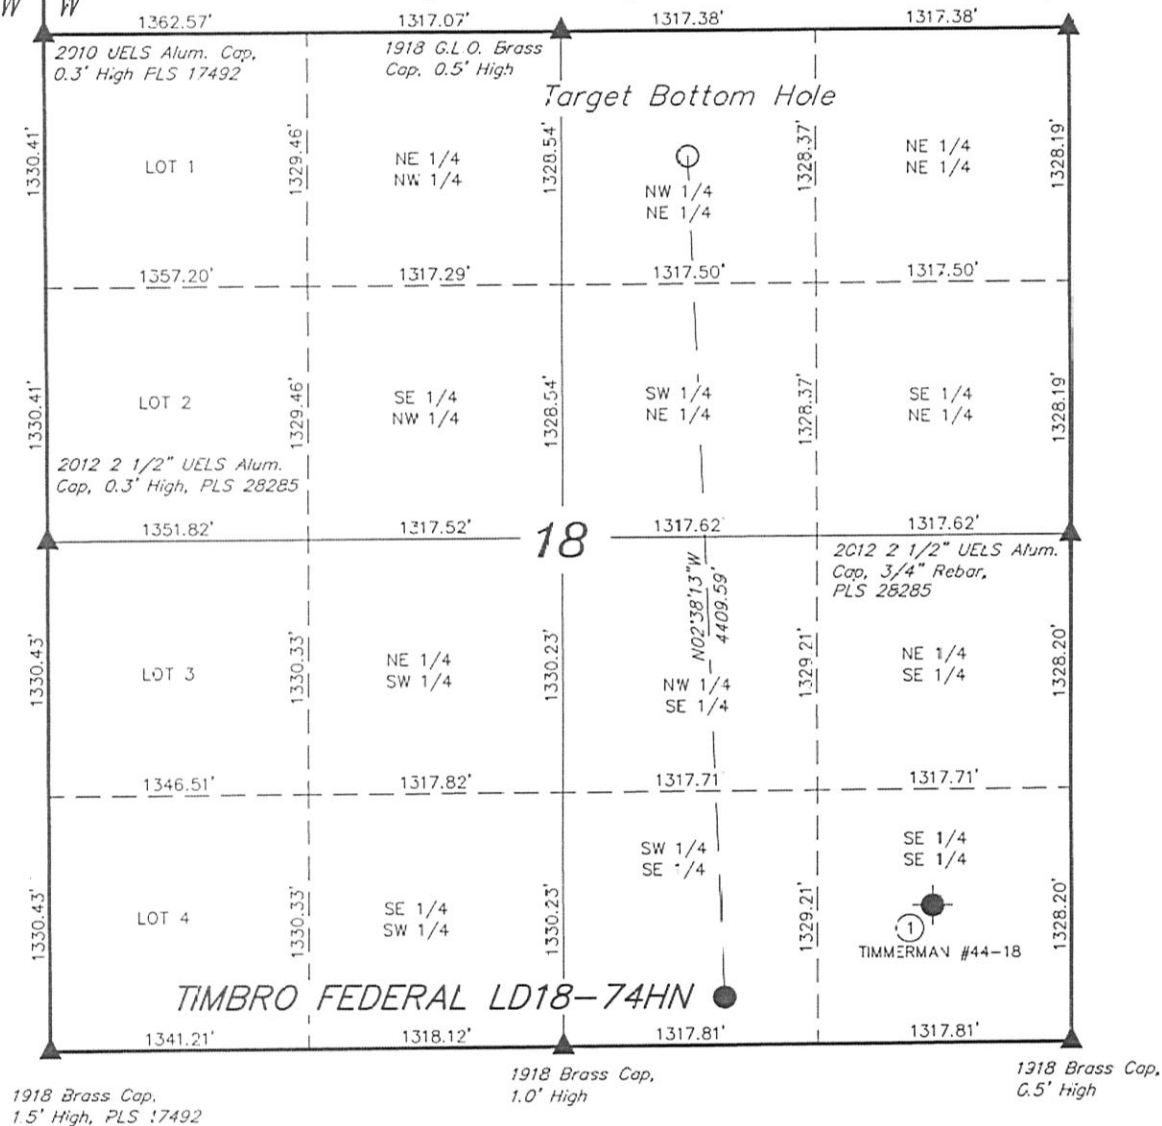 W W
1362.57' 1317.07' 1317.38' 1317.38'
2010 UELS Alum. Cap,
0.3' High PLS 17492
1918 G.L.O. Brass
Cap, 0.5' High
Target Bottom Hole
1330.41' 1329.46' 1328.54' 1328.37' 1328.19'
LOT 1
NE 1/4
NW 1/4
NW 1/4
NE 1/4
NE 1/4
NE 1/4
1357.20' 1317.29' 1317.50' 1317.50'
1330.41' 1329.46' 1328.54' 1328.37' 1328.19'
LOT 2
SE 1/4
NW 1/4
SW 1/4
NE 1/4
SE 1/4
NE 1/4
2012 2 1/2" UELS Alum.
Cap, 0.3' High, PLS 28285
1351.82' 1317.52' 18 1317.62' 1317.62'
2012 2 1/2" UELS Alum.
Cap, 3/4" Rebar,
PLS 28285
N02°38'13"W
4409.59'
1330.43' 1330.33' 1330.23' 1329.21' 1328.20'
LOT 3
NE 1/4
SW 1/4
NW 1/4
SE 1/4
NE 1/4
SE 1/4
1346.51' 1317.82' 1317.71' 1317.71'
1330.43' 1330.33' 1330.23' 1329.21' 1328.20'
LOT 4
SE 1/4
SW 1/4
SW 1/4
SE 1/4
SE 1/4
SE 1/4
1
TIMMERMAN #44-18
TIMBRO FEDERAL LD18-74HN
1341.21' 1318.12' 1317.81' 1317.81'
1918 Brass Cap,
1.5' High, PLS 17492
1918 Brass Cap,
1.0' High
1918 Brass Cap,
0.5' High